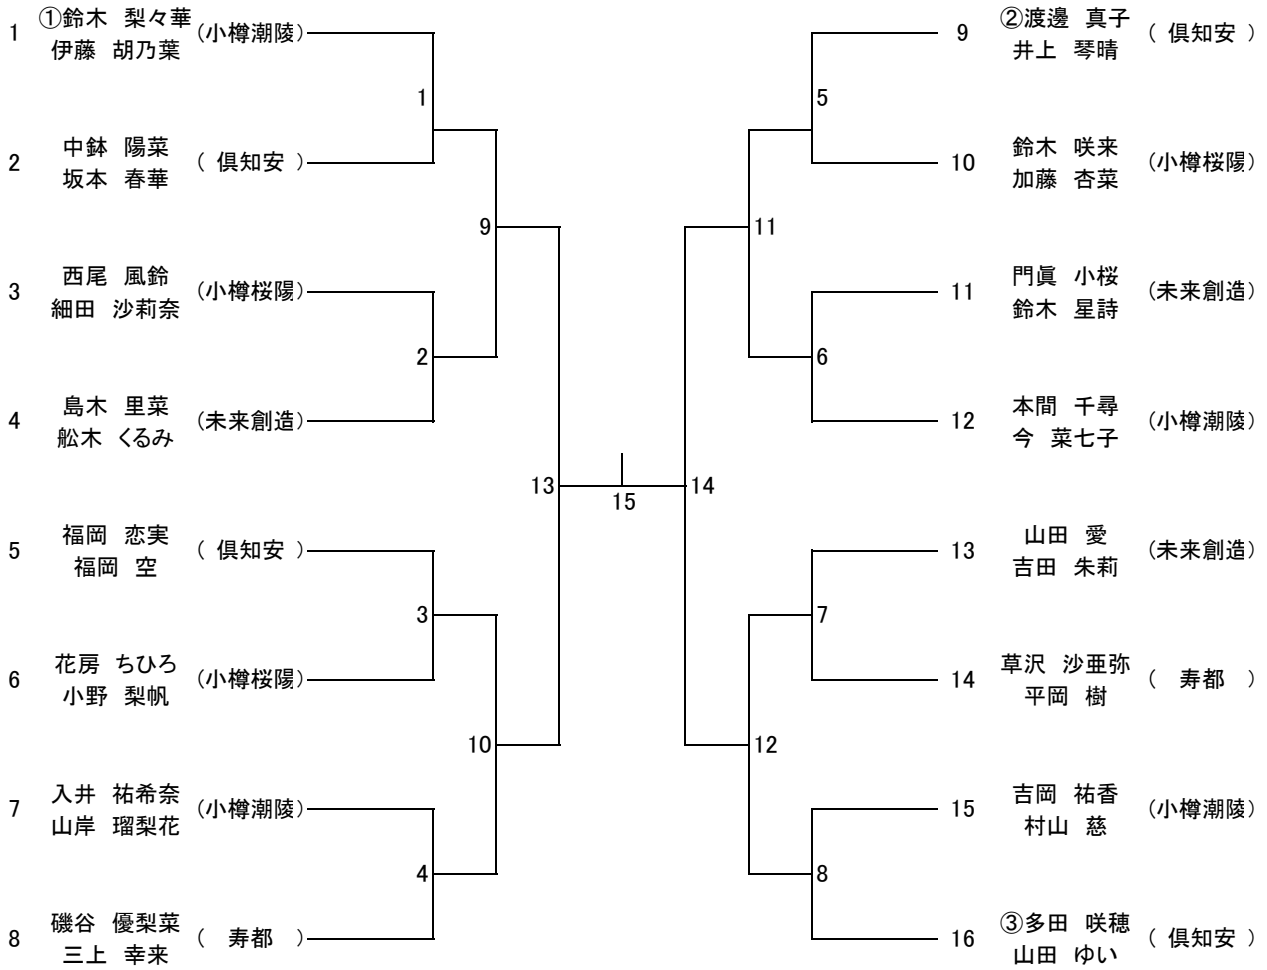 1 ①鈴木 梨々華 (小樽潮陵)
伊藤 胡乃葉
2 中鉢 陽菜 ( 倶知安 )
坂本 春華
3 西尾 風鈴 (小樽桜陽)
細田 沙莉奈
4 島木 里菜 (未来創造)
舩木 くるみ
5 福岡 恋実 ( 倶知安 )
福岡 空
6 花房 ちひろ (小樽桜陽)
小野 梨帆
7 入井 祐希奈 (小樽潮陵)
山岸 瑠梨花
8 磯谷 優梨菜 ( 寿都 )
三上 幸来
1
2
3
4
9
10
13
15
14
11
12
5
6
7
8
9 ②渡邊 真子 ( 倶知安 )
井上 琴晴
10 鈴木 咲来 (小樽桜陽)
加藤 杏菜
11 門眞 小桜 (未来創造)
鈴木 星詩
12 本間 千尋 (小樽潮陵)
今 菜七子
13 山田 愛 (未来創造)
吉田 朱莉
14 草沢 沙亜弥 ( 寿都 )
平岡 樹
15 吉岡 祐香 (小樽潮陵)
村山 慈
16 ③多田 咲穂 ( 倶知安 )
山田 ゆい